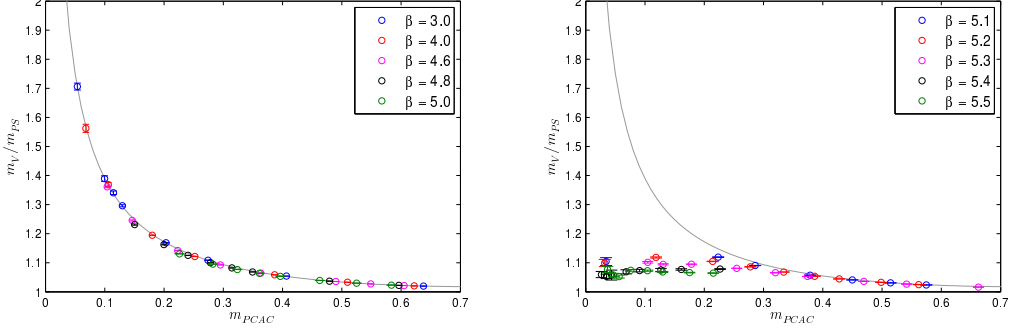 2
1.9
1.8
1.7
1.6
1.5
1.4
1.3
1.2
1.1
1
0
0.1
0.2
0.3
0.4
0.5
0.6
0.7
m_V/m_PS
m_PCAC
β = 3.0
β = 4.0
β = 4.6
β = 4.8
β = 5.0
2
1.9
1.8
1.7
1.6
1.5
1.4
1.3
1.2
1.1
1
0
0.1
0.2
0.3
0.4
0.5
0.6
0.7
m_V/m_PS
m_PCAC
β = 5.1
β = 5.2
β = 5.3
β = 5.4
β = 5.5